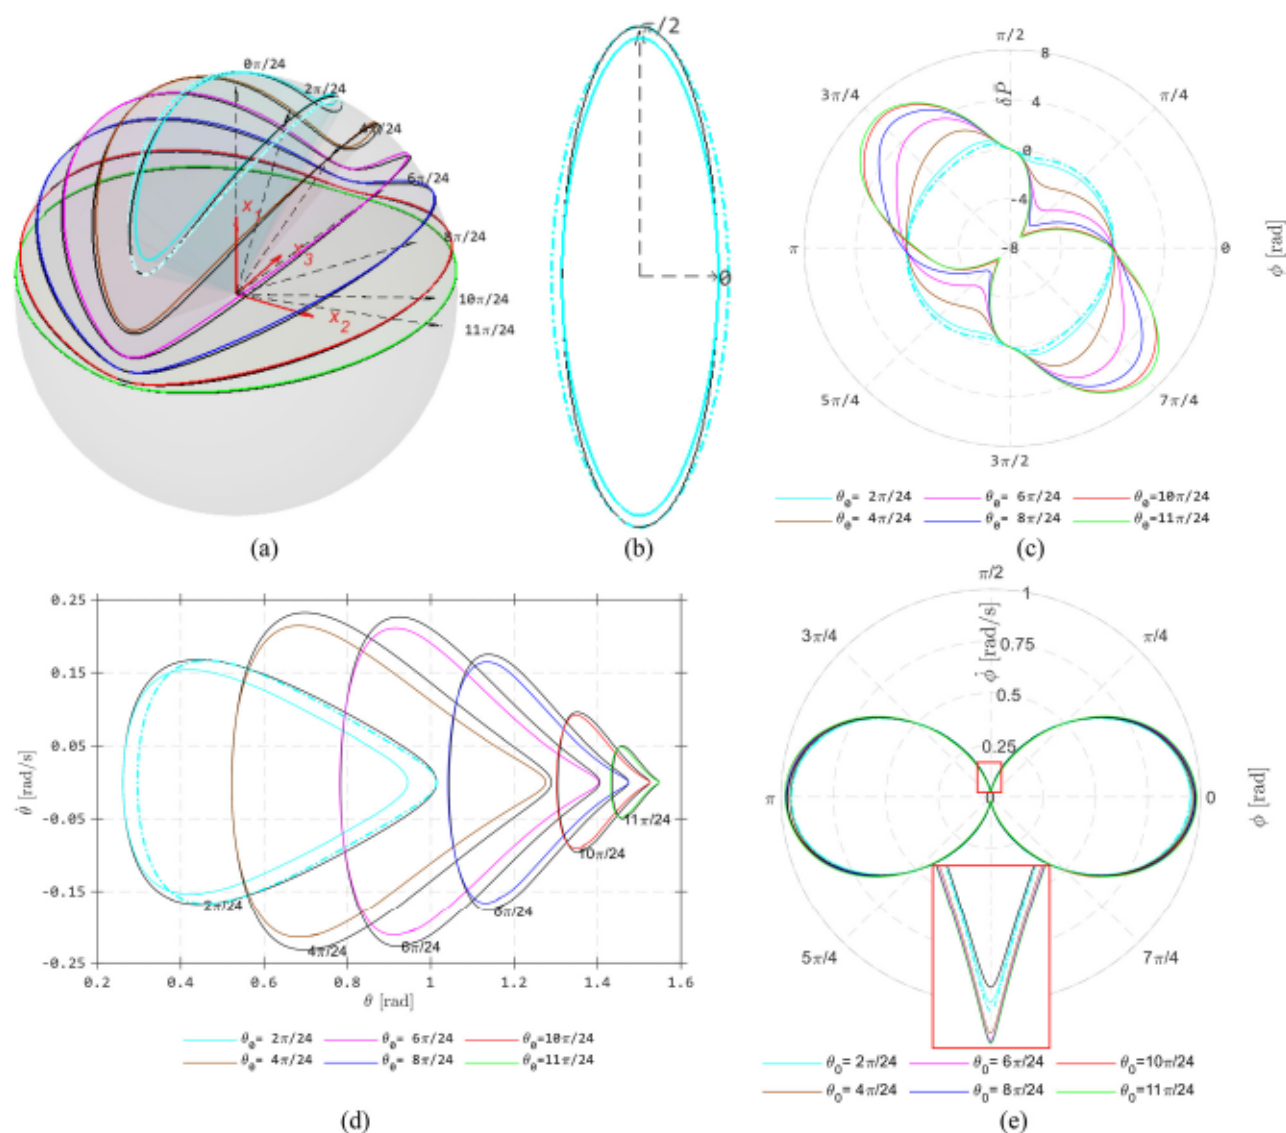 0π/24
2π/24
4π/24
6π/24
8π/24
10π/24
11π/24
x1
x3
x2
(a)
π/2
0
(b)
π/2
3π/4
π/4
π
0
5π/4
7π/4
3π/2
8
4
0
-4
-8
δP
ϕ [rad]
θ0= 2π/24 θ0= 6π/24 θ0=10π/24
θ0= 4π/24 θ0= 8π/24 θ0=11π/24
(c)
0.25
0.15
0.05
-0.05
-0.15
-0.25
θ̇ [rad/s]
2π/24
4π/24
6π/24
8π/24
10π/24
11π/24
0.2 0.4 0.6 0.8 1 1.2 1.4 1.6
θ [rad]
θ0= 2π/24 θ0= 6π/24 θ0=10π/24
θ0= 4π/24 θ0= 8π/24 θ0=11π/24
(d)
π/2
3π/4
π/4
π
0
5π/4
7π/4
1
0.75
0.5
0.25
0
ϕ̇ [rad/s]
ϕ [rad]
θ0= 2π/24 θ0= 6π/24 θ0=10π/24
θ0= 4π/24 θ0= 8π/24 θ0=11π/24
(e)